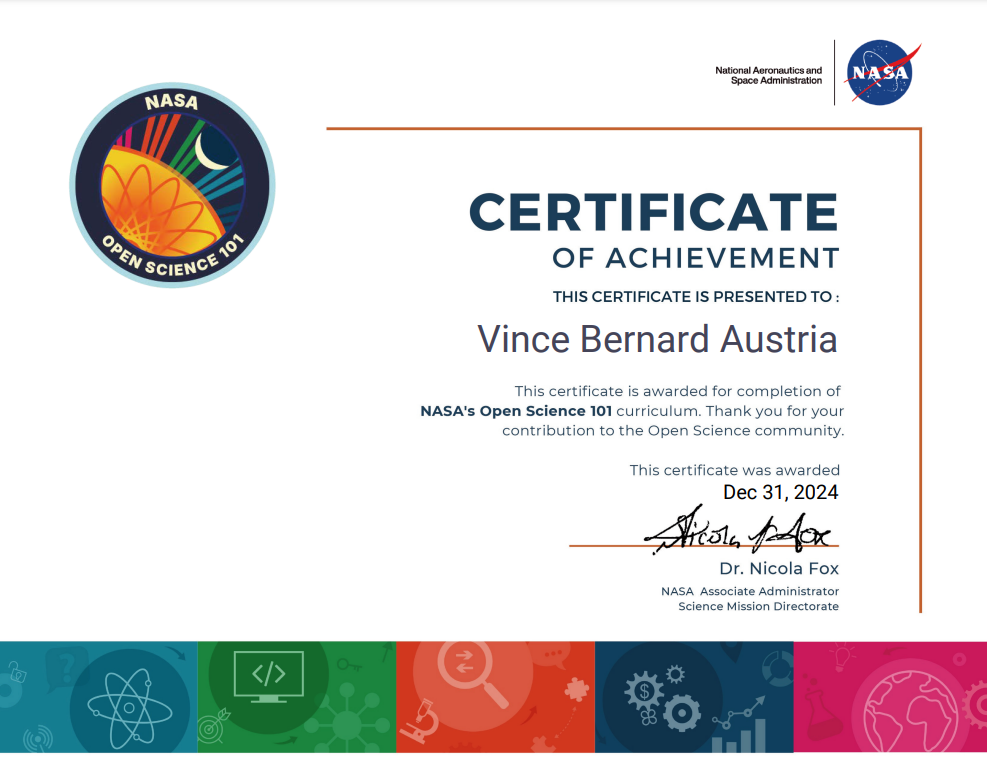 National Aeronautics and
Space Administration
NASA
NASA
OPEN SCIENCE 101
CERTIFICATE
OF ACHIEVEMENT
THIS CERTIFICATE IS PRESENTED TO :
Vince Bernard Austria
This certificate is awarded for completion of
NASA's Open Science 101 curriculum. Thank you for your
contribution to the Open Science community.
This certificate was awarded
Dec 31, 2024
Nicola J Fox
Dr. Nicola Fox
NASA Associate Administrator
Science Mission Directorate
?
</>
$